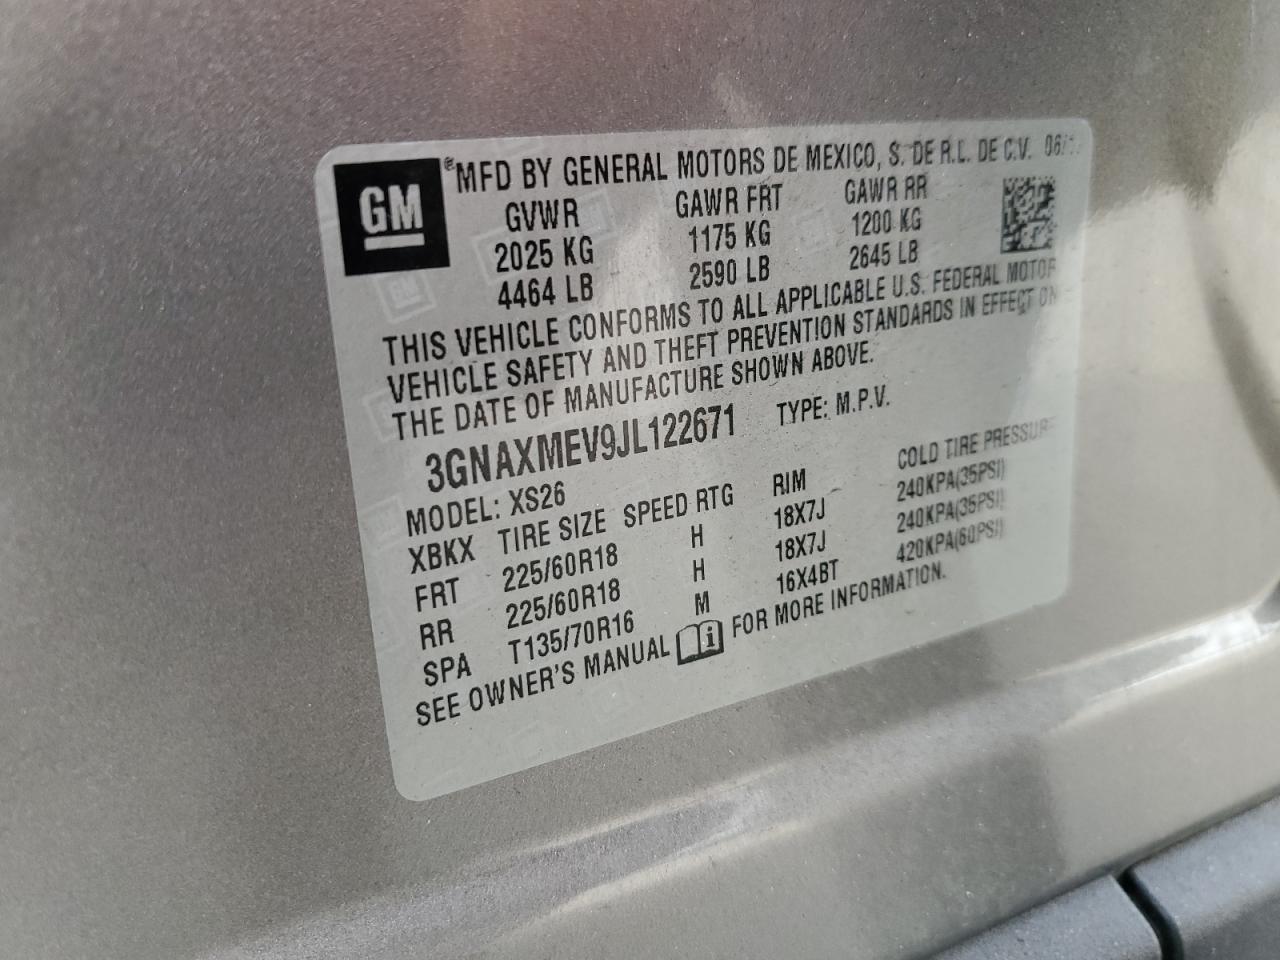 GM
®MFD BY GENERAL MOTORS DE MEXICO, S. DE R.L. DE C.V.
GVWR GAWR FRT GAWR RR
2025 KG 1175 KG 1200 KG
4464 LB 2590 LB 2645 LB
THIS VEHICLE CONFORMS TO ALL APPLICABLE U.S. FEDERAL MOTOR
VEHICLE SAFETY AND THEFT PREVENTION STANDARDS IN EFFECT ON
THE DATE OF MANUFACTURE SHOWN ABOVE.
3GNAXMEV9JL122671 TYPE: M.P.V.
MODEL: XS26
XBKX TIRE SIZE SPEED RTG RIM COLD TIRE PRESSURE
FRT 225/60R18 H 18X7J 240KPA(35PSI)
RR 225/60R18 H 18X7J 240KPA(35PSI)
SPA T135/70R16 M 16X4BT 420KPA(60PSI)
SEE OWNER'S MANUAL i FOR MORE INFORMATION.